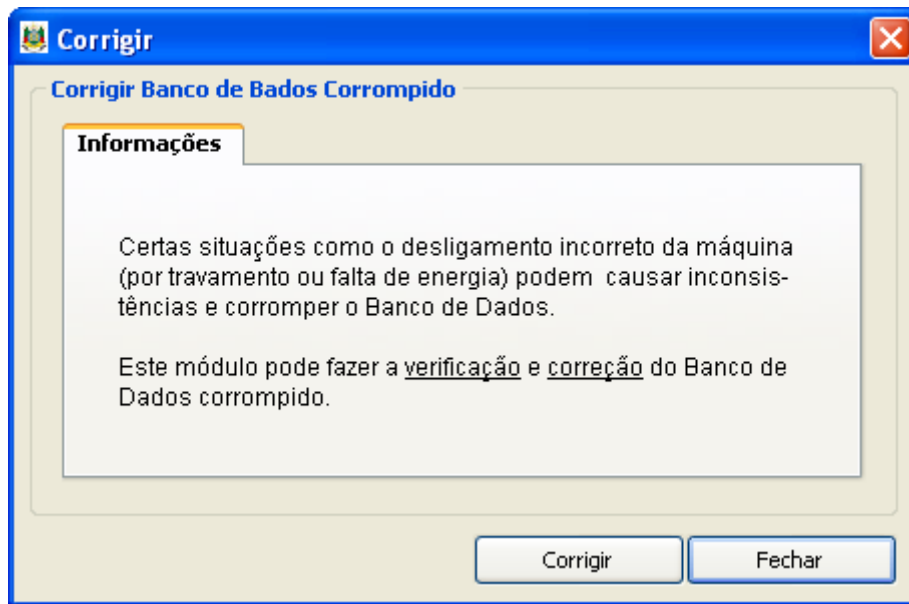 Corrigir
Corrigir Banco de Bados Corrompido
Informações
Certas situações como o desligamento incorreto da máquina
(por travamento ou falta de energia) podem  causar inconsis-
tências e corromper o Banco de Dados.
Este módulo pode fazer a verificação e correção do Banco de
Dados corrompido.
Corrigir
Fechar